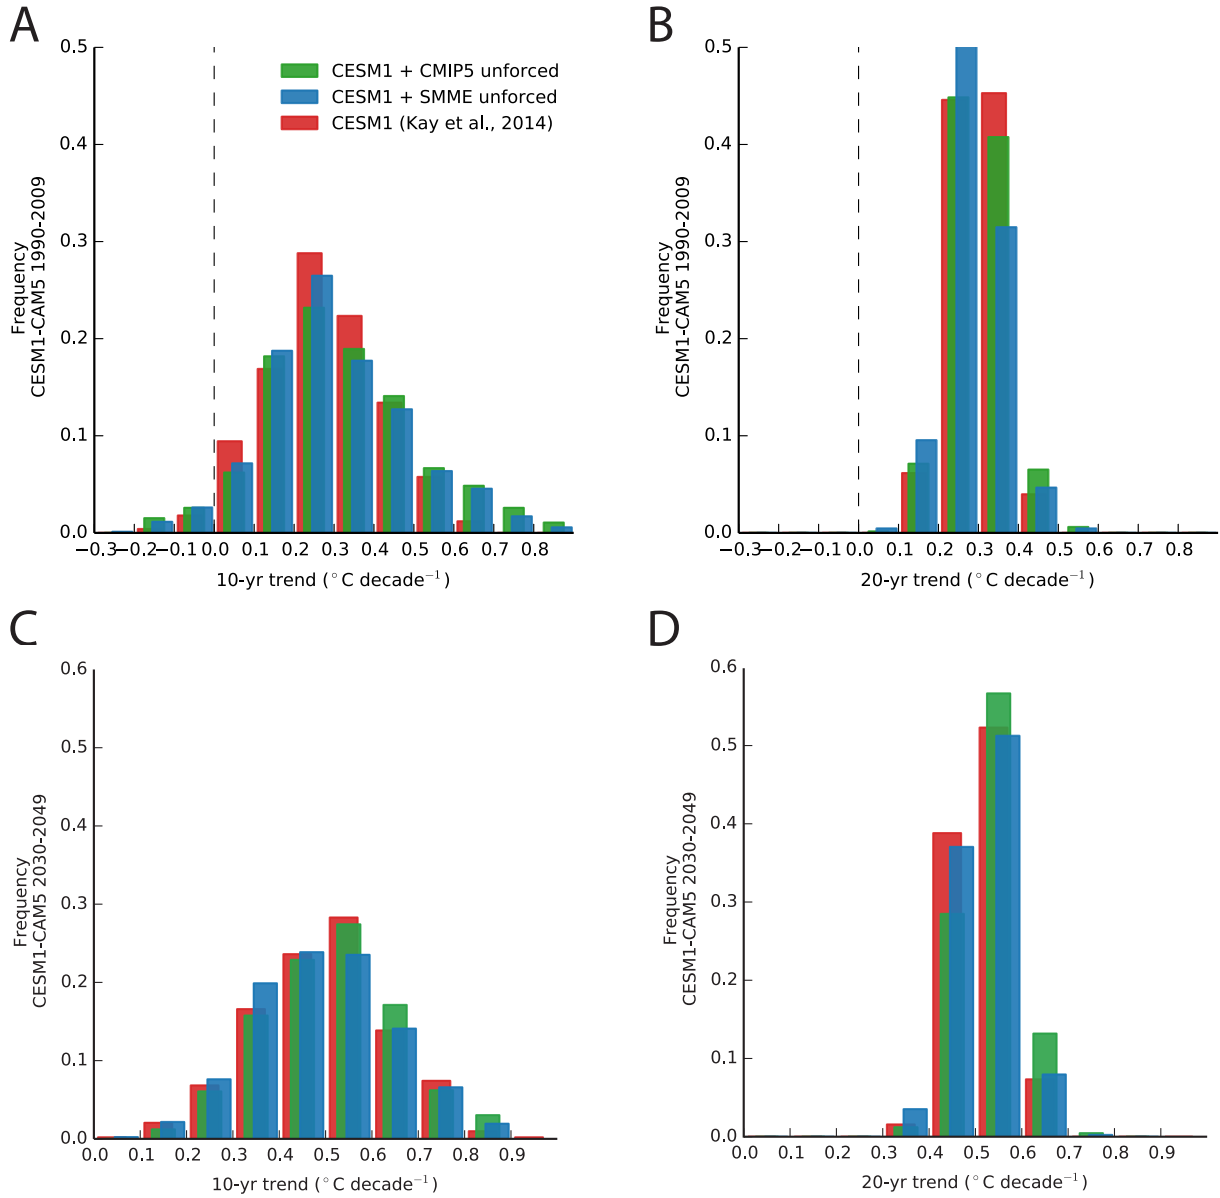 A
0.5
0.4
0.3
0.2
0.1
0.0
Frequency
CESM1-CAM5 1990-2009
CESM1 + CMIP5 unforced
CESM1 + SMME unforced
CESM1 (Kay et al., 2014)
−0.3 −0.2 −0.1 0.0 0.1 0.2 0.3 0.4 0.5 0.6 0.7 0.8
10-yr trend (°C decade⁻¹)
B
0.5
0.4
0.3
0.2
0.1
0.0
Frequency
CESM1-CAM5 1990-2009
−0.3 −0.2 −0.1 0.0 0.1 0.2 0.3 0.4 0.5 0.6 0.7 0.8
20-yr trend (°C decade⁻¹)
C
0.6
0.5
0.4
0.3
0.2
0.1
0.0
Frequency
CESM1-CAM5 2030-2049
0.0 0.1 0.2 0.3 0.4 0.5 0.6 0.7 0.8 0.9
10-yr trend (°C decade⁻¹)
D
0.6
0.5
0.4
0.3
0.2
0.1
0.0
Frequency
CESM1-CAM5 2030-2049
0.0 0.1 0.2 0.3 0.4 0.5 0.6 0.7 0.8 0.9
20-yr trend (°C decade⁻¹)